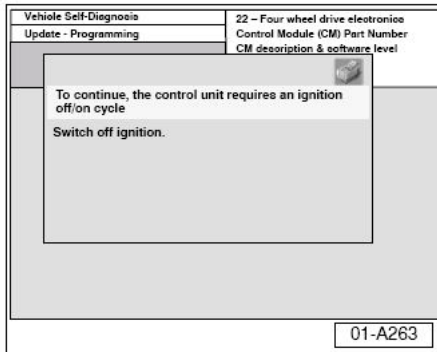 Vehicle Self-Diagnosis
Update - Programming
22 – Four wheel drive electronics
Control Module (CM) Part Number
CM description & software level
To continue, the control unit requires an ignition
off/on cycle
Switch off ignition.
01-A263